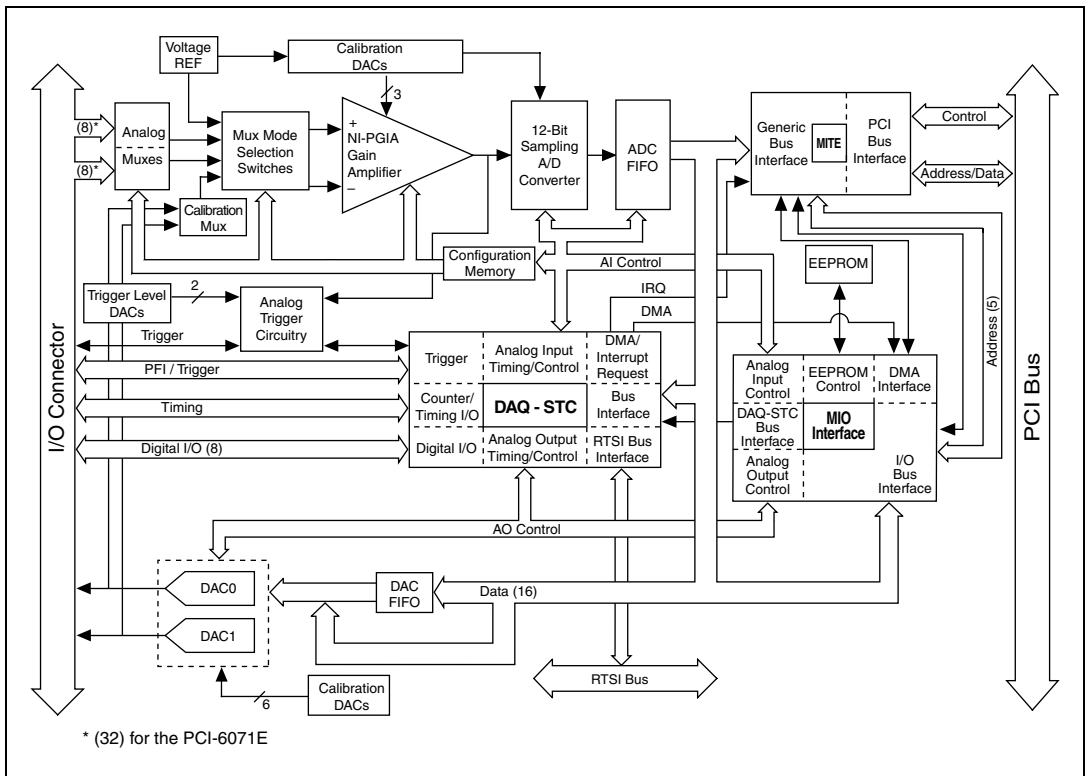 Voltage
REF
Calibration
DACs
3
(8)*
(8)*
Analog
Muxes
Mux Mode
Selection
Switches
+
NI-PGIA
Gain
Amplifier
–
12-Bit
Sampling
A/D
Converter
ADC
FIFO
Generic
Bus
Interface
MITE
PCI
Bus
Interface
Control
Address/Data
Calibration
Mux
Configuration
Memory
AI Control
EEPROM
IRQ
DMA
Address (5)
Trigger Level
DACs
2
Analog
Trigger
Circuitry
Trigger
PFI / Trigger
Timing
Digital I/O (8)
I/O Connector
PCI Bus
Trigger
Analog Input
Timing/Control
DMA/
Interrupt
Request
Counter/
Timing I/O
DAQ - STC
Bus
Interface
Digital I/O
Analog Output
Timing/Control
RTSI Bus
Interface
Analog
Input
Control
EEPROM
Control
DMA
Interface
DAQ-STC
Bus
Interface
MIO
Interface
Analog
Output
Control
I/O
Bus
Interface
AO Control
DAC0
DAC1
DAC
FIFO
Data (16)
6
Calibration
DACs
RTSI Bus
* (32) for the PCI-6071E